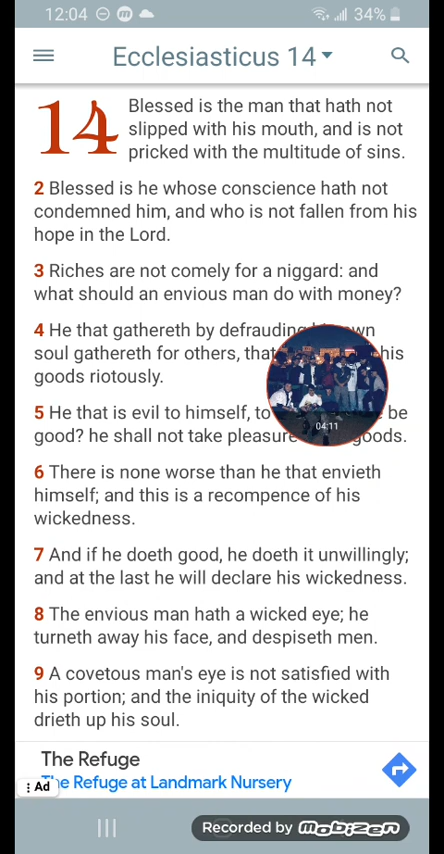 12:04 34%
Ecclesiasticus 14
14 Blessed is the man that hath not
slipped with his mouth, and is not
pricked with the multitude of sins.
2 Blessed is he whose conscience hath not
condemned him, and who is not fallen from his
hope in the Lord.
3 Riches are not comely for a niggard: and
what should an envious man do with money?
4 He that gathereth by defrauding own
soul gathereth for others, that his
goods riotously.
5 He that is evil to himself, to be
good? he shall not take pleasure goods.
04:11
6 There is none worse than he that envieth
himself; and this is a recompence of his
wickedness.
7 And if he doeth good, he doeth it unwillingly;
and at the last he will declare his wickedness.
8 The envious man hath a wicked eye; he
turneth away his face, and despiseth men.
9 A covetous man's eye is not satisfied with
his portion; and the iniquity of the wicked
drieth up his soul.
The Refuge
The Refuge at Landmark Nursery
Ad
Recorded by Mobizen